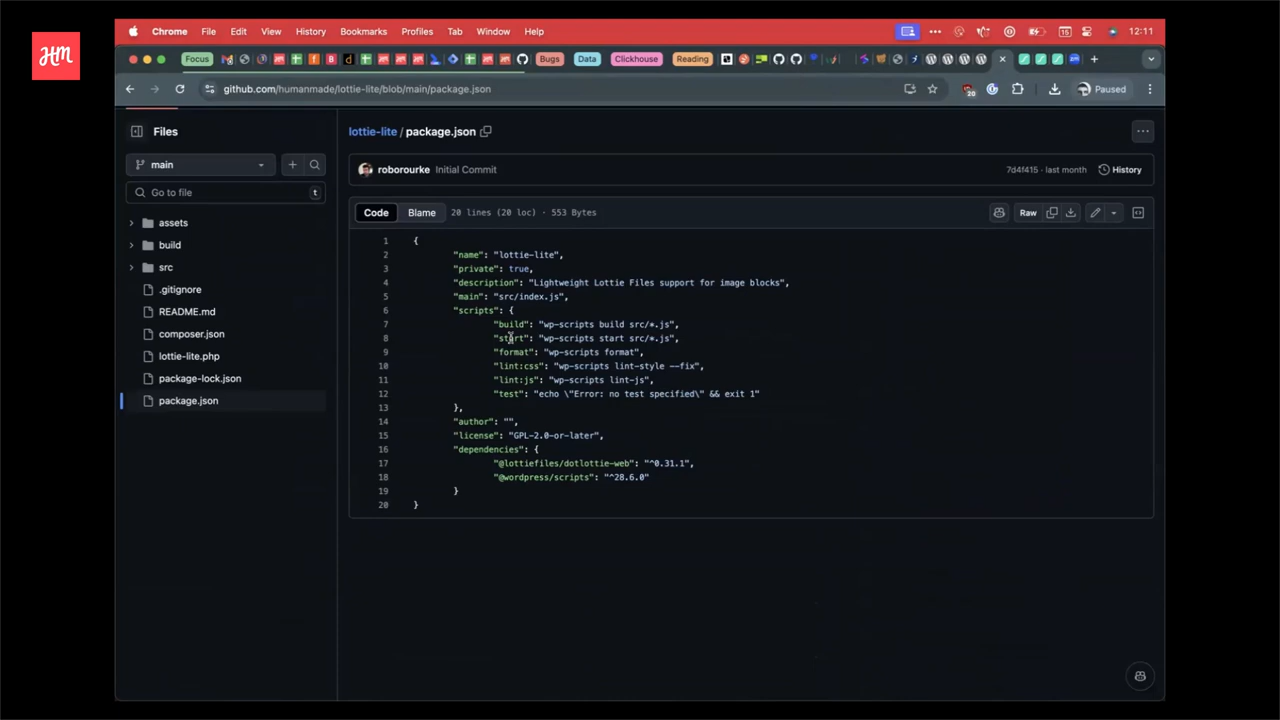 HM
Chrome File Edit View History Bookmarks Profiles Tab Window Help 15 12:11
Focus Bugs Data Clickhouse Reading
github.com/humanmade/lottie-lite/blob/main/package.json 20 Paused
Files
main
Go to file t
assets
build
src
.gitignore
README.md
composer.json
lottie-lite.php
package-lock.json
package.json
lottie-lite / package.json
roborourke Initial Commit 7d4f415 · last month History
Code Blame 20 lines (20 loc) · 553 Bytes Raw
1 {
2 "name": "lottie-lite",
3 "private": true,
4 "description": "Lightweight Lottie Files support for image blocks",
5 "main": "src/index.js",
6 "scripts": {
7 "build": "wp-scripts build src/*.js",
8 "start": "wp-scripts start src/*.js",
9 "format": "wp-scripts format",
10 "lint:css": "wp-scripts lint-style --fix",
11 "lint:js": "wp-scripts lint-js",
12 "test": "echo \"Error: no test specified\" && exit 1"
13 },
14 "author": "",
15 "license": "GPL-2.0-or-later",
16 "dependencies": {
17 "@lottiefiles/dotlottie-web": "^0.31.1",
18 "@wordpress/scripts": "^28.6.0"
19 }
20 }